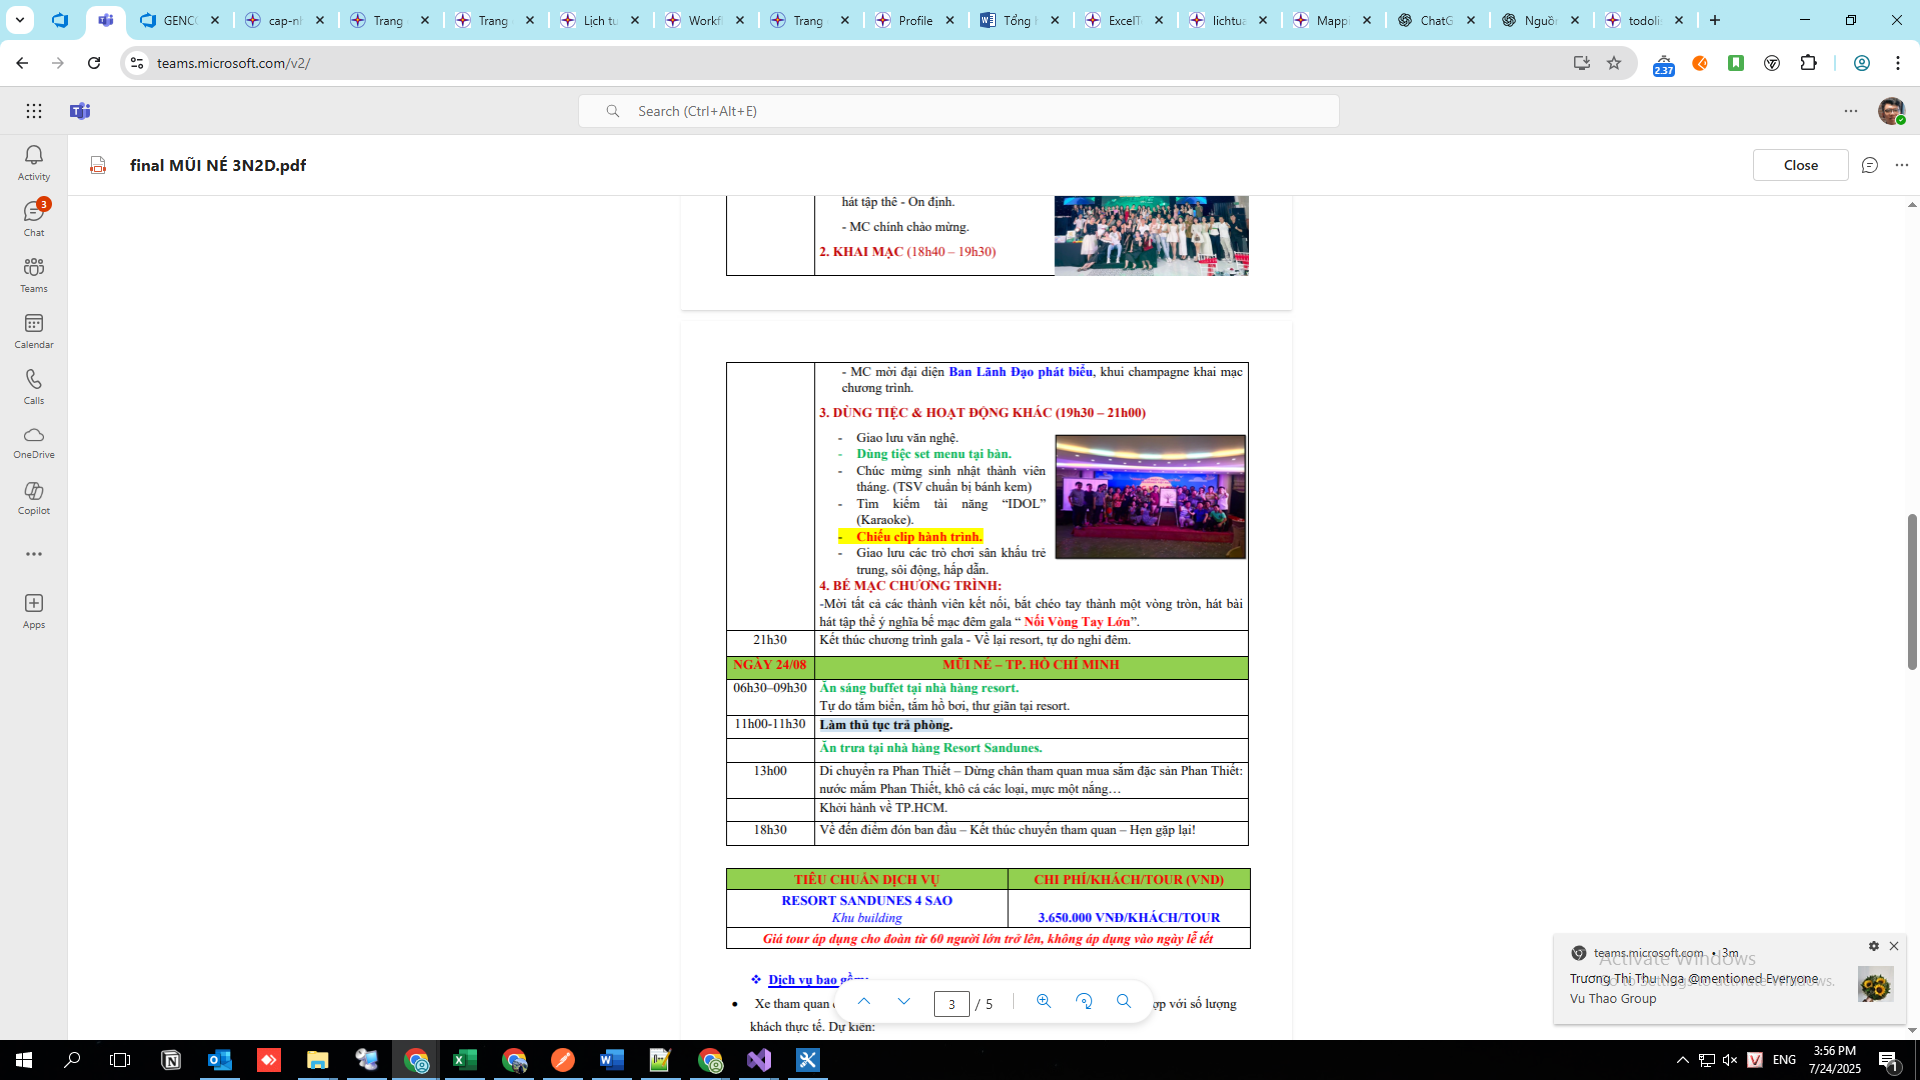 GENCO
cap-nh
Trang
Trang
Lịch tu
Workfl
Trang
Profile
Tổng
ExcelTe
lichtua
Mappi
ChatG
Nguồn
todoli
teams.microsoft.com/v2/
2.37
Search (Ctrl+Alt+E)
final MŨI NÉ 3N2D.pdf
Close
Activity
3
Chat
Teams
Calendar
Calls
OneDrive
Copilot
Apps
hát tập thể - Ổn định.
- MC chính chào mừng.
2. KHAI MẠC (18h40 – 19h30)
- MC mời đại diện Ban Lãnh Đạo phát biểu, khui champagne khai mạc
chương trình.
3. DÙNG TIỆC & HOẠT ĐỘNG KHÁC (19h30 – 21h00)
- Giao lưu văn nghệ.
- Dùng tiệc set menu tại bàn.
- Chúc mừng sinh nhật thành viên
tháng. (TSV chuẩn bị bánh kem)
- Tìm kiếm tài năng “IDOL”
(Karaoke).
- Chiếu clip hành trình.
- Giao lưu các trò chơi sân khấu trẻ
trung, sôi động, hấp dẫn.
4. BẾ MẠC CHƯƠNG TRÌNH:
-Mời tất cả các thành viên kết nối, bắt chéo tay thành một vòng tròn, hát bài
hát tập thể ý nghĩa bế mạc đêm gala “ Nối Vòng Tay Lớn”.
21h30 Kết thúc chương trình gala - Về lại resort, tự do nghỉ đêm.
NGÀY 24/08 MŨI NÉ – TP. HỒ CHÍ MINH
06h30–09h30 Ăn sáng buffet tại nhà hàng resort.
Tự do tắm biển, tắm hồ bơi, thư giãn tại resort.
11h00-11h30 Làm thủ tục trả phòng.
Ăn trưa tại nhà hàng Resort Sandunes.
13h00 Di chuyển ra Phan Thiết – Dừng chân tham quan mua sắm đặc sản Phan Thiết:
nước mắm Phan Thiết, khô cá các loại, mực một nắng…
Khởi hành về TP.HCM.
18h30 Về đến điểm đón ban đầu – Kết thúc chuyến tham quan – Hẹn gặp lại!
TIÊU CHUẨN DỊCH VỤ CHI PHÍ/KHÁCH/TOUR (VND)
RESORT SANDUNES 4 SAO
Khu building
3.650.000 VNĐ/KHÁCH/TOUR
Giá tour áp dụng cho đoàn từ 60 người lớn trở lên, không áp dụng vào ngày lễ tết
❖ Dịch vụ bao gồm:
• Xe tham quan
ợp với số lượng
khách thực tế. Dự kiến:
3 / 5
teams.microsoft.com • 3m
Trương Thị Thu Nga @mentioned Everyone
Vu Thao Group
Activate Windows
Go to Settings to activate Windows.
ENG
3:56 PM
7/24/2025
1